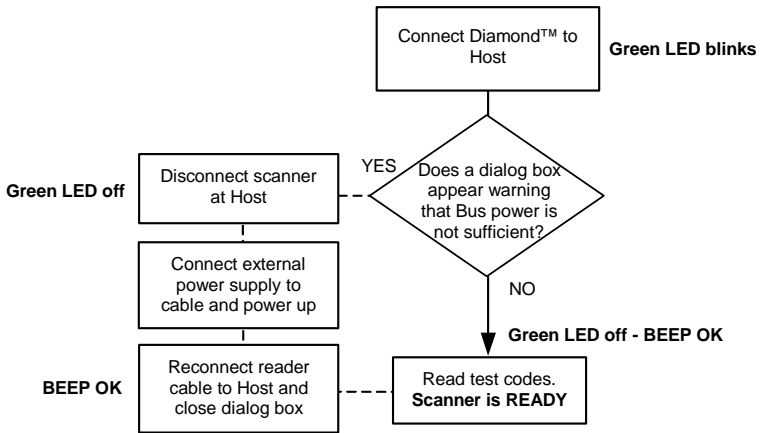 Connect Diamond™ to
Host
Green LED blinks
YES
Does a dialog box
appear warning
that Bus power is
not sufficient?
Green LED off
Disconnect scanner
at Host
Connect external
power supply to
cable and power up
NO
Green LED off - BEEP OK
BEEP OK
Reconnect reader
cable to Host and
close dialog box
Read test codes.
Scanner is READY